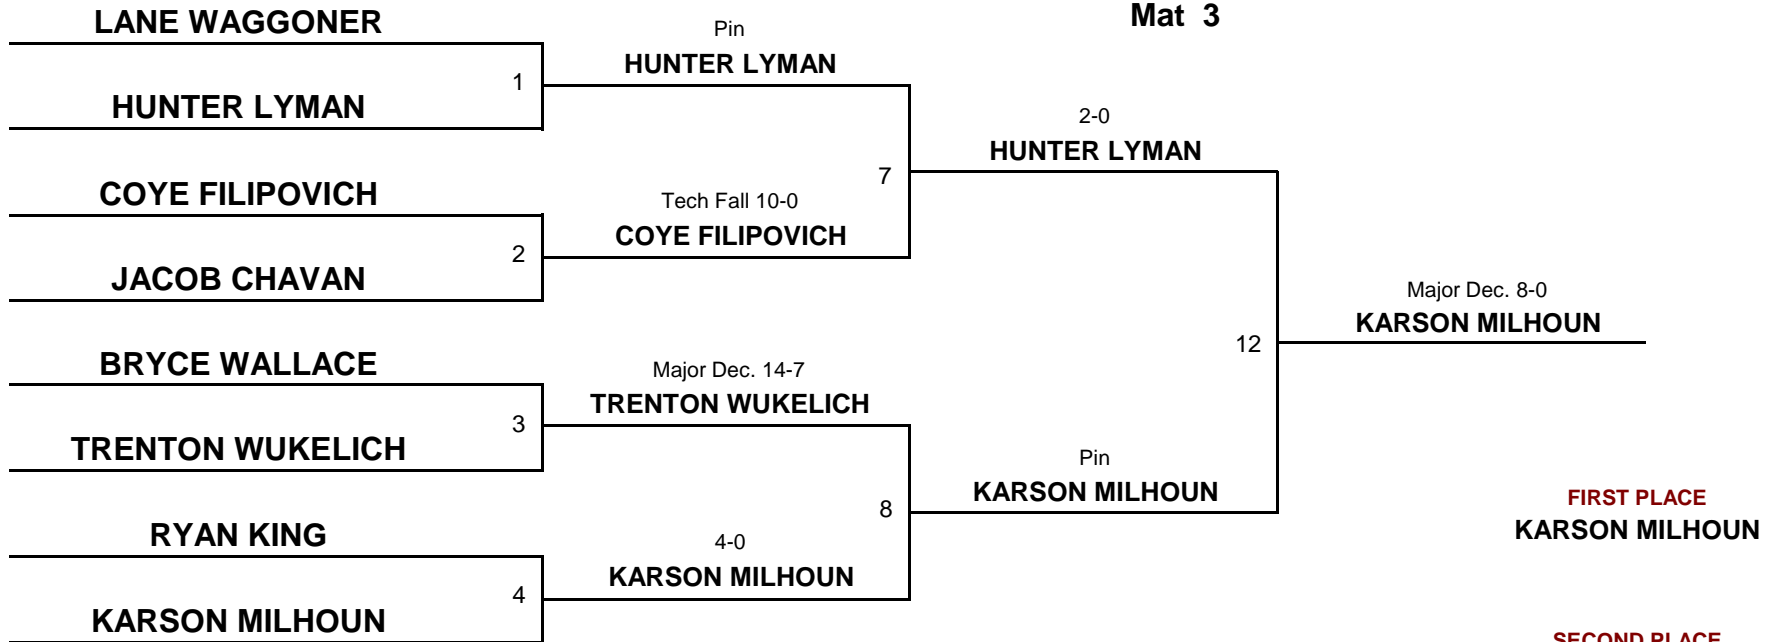 LANE WAGGONER
Pin
Mat 3
HUNTER LYMAN
1
HUNTER LYMAN
2-0
HUNTER LYMAN
7
COYE FILIPOVICH
Tech Fall 10-0
COYE FILIPOVICH
2
JACOB CHAVAN
Major Dec. 8-0
KARSON MILHOUN
12
BRYCE WALLACE
Major Dec. 14-7
TRENTON WUKELICH
3
TRENTON WUKELICH
Pin
KARSON MILHOUN
8
FIRST PLACE
KARSON MILHOUN
RYAN KING
4-0
KARSON MILHOUN
4
KARSON MILHOUN
SECOND PLACE